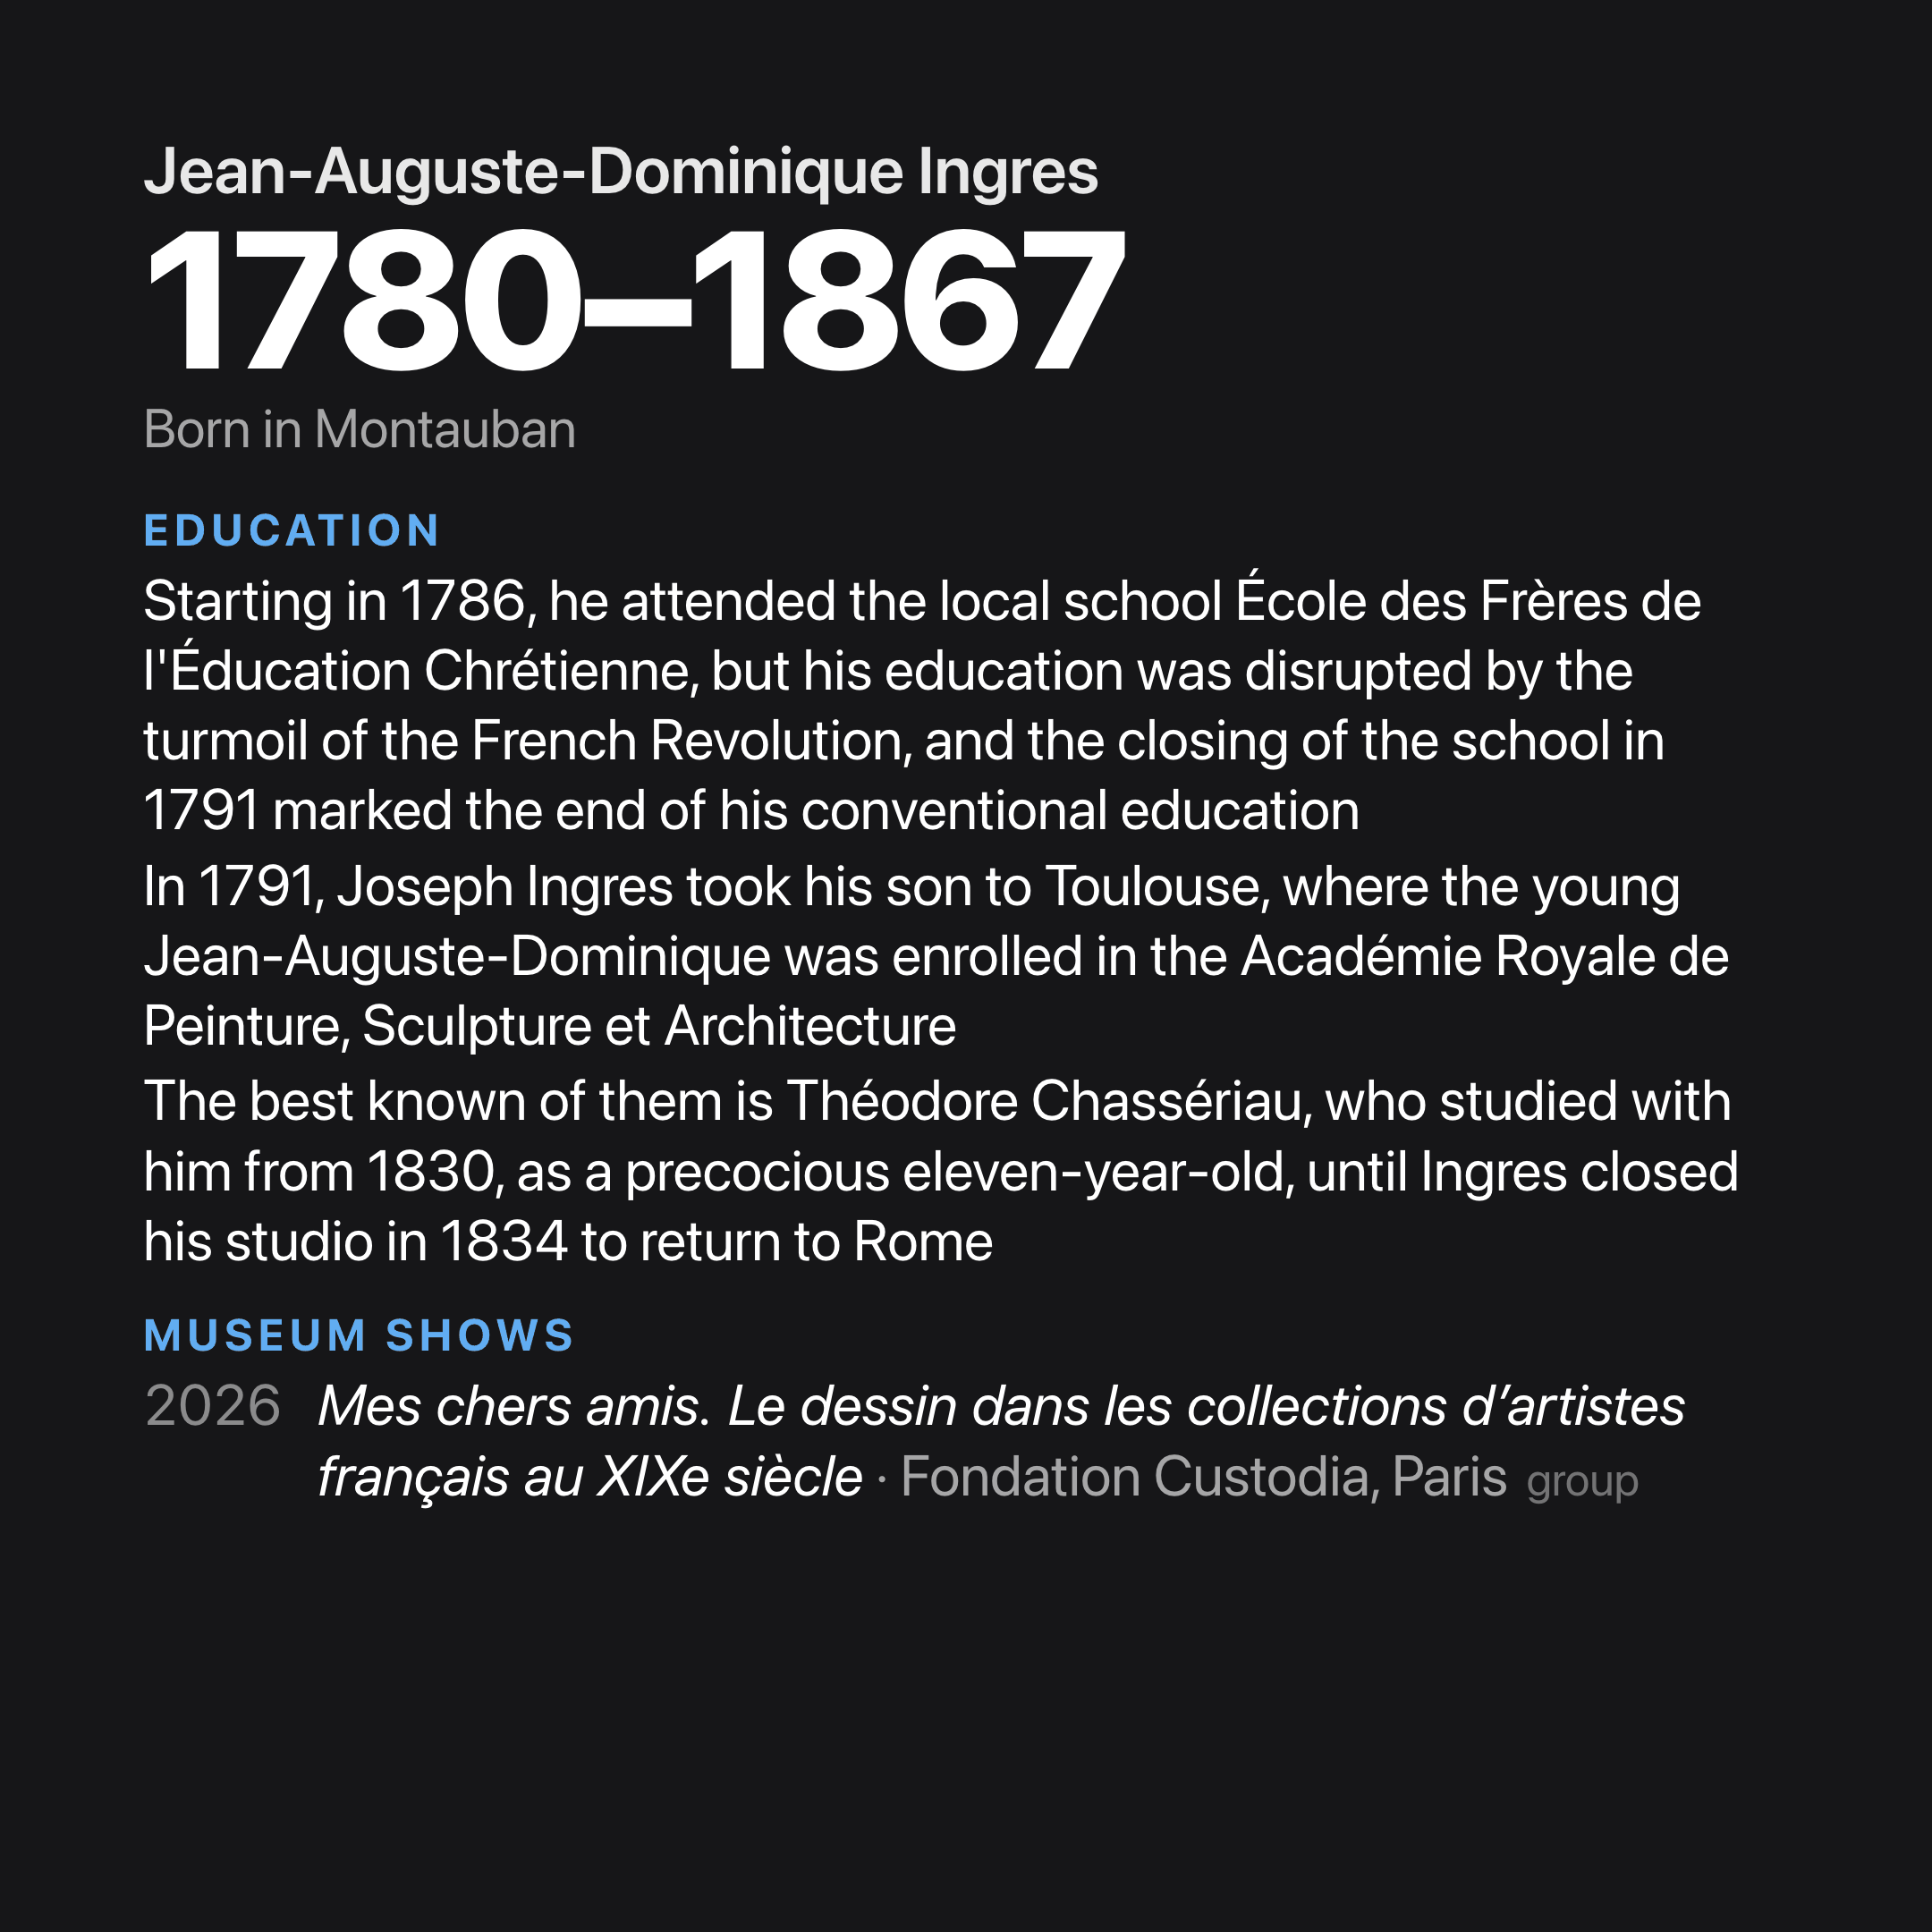 Jean-Auguste-Dominique Ingres
1780–1867
Born in Montauban
EDUCATION
Starting in 1786, he attended the local school École des Frères de
l'Éducation Chrétienne, but his education was disrupted by the
turmoil of the French Revolution, and the closing of the school in
1791 marked the end of his conventional education
In 1791, Joseph Ingres took his son to Toulouse, where the young
Jean-Auguste-Dominique was enrolled in the Académie Royale de
Peinture, Sculpture et Architecture
The best known of them is Théodore Chassériau, who studied with
him from 1830, as a precocious eleven-year-old, until Ingres closed
his studio in 1834 to return to Rome
MUSEUM SHOWS
2026 Mes chers amis. Le dessin dans les collections d’artistes
français au XIXe siècle · Fondation Custodia, Paris group